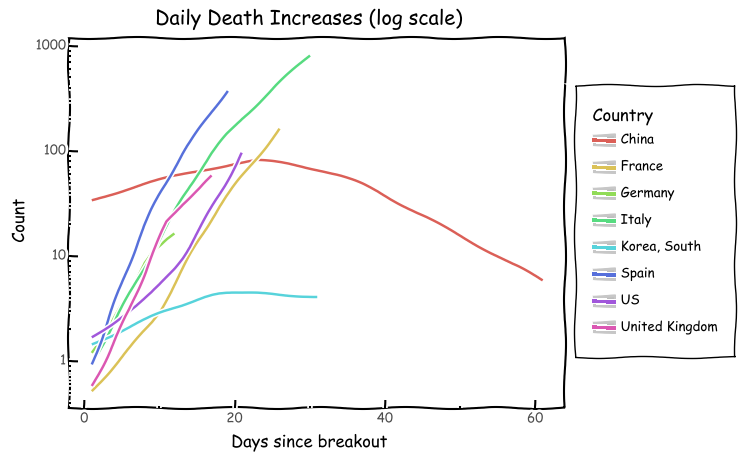 Daily Death Increases (log scale)
1000
100
10
1
Count
0 20 40 60
Days since breakout
Country
China
France
Germany
Italy
Korea, South
Spain
US
United Kingdom